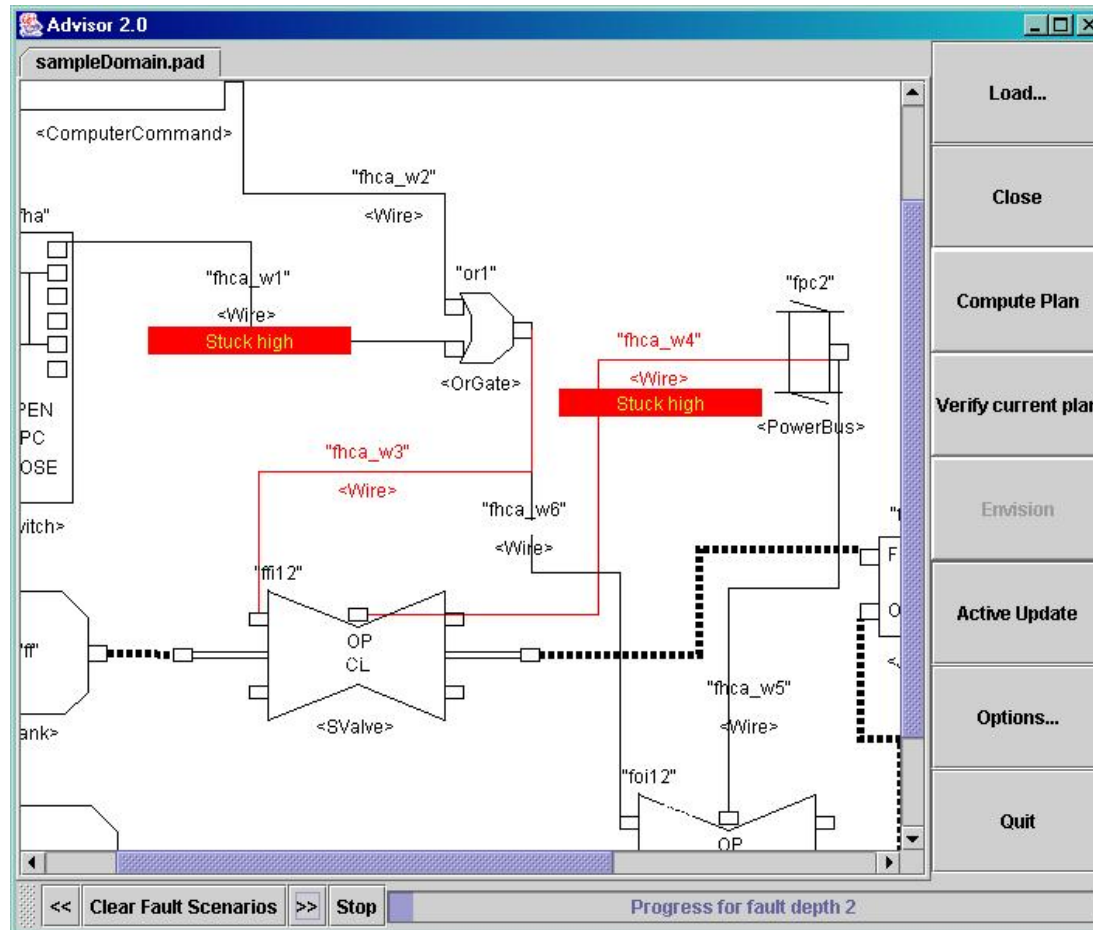 Advisor 2.0
sampleDomain.pad
Load...
<ComputerCommand>
"fhca_w2"
<Wire>
Close
ha"
"fhca_w1"
<Wire>
Stuck high
"or1"
<OrGate>
"fpc2"
Compute Plan
"fhca_w4"
<Wire>
Stuck high
<PowerBus>
Verify current plan
PEN
PC
OSE
"fhca_w3"
<Wire>
vitch>
"fhca_w6"
<Wire>
Envision
"f
F
O
"ffi12"
OP
CL
<SValve>
"ff"
ank>
Active Update
"fhca_w5"
<Wire>
Options...
"foi12"
OP
Quit
<< Clear Fault Scenarios >> Stop Progress for fault depth 2